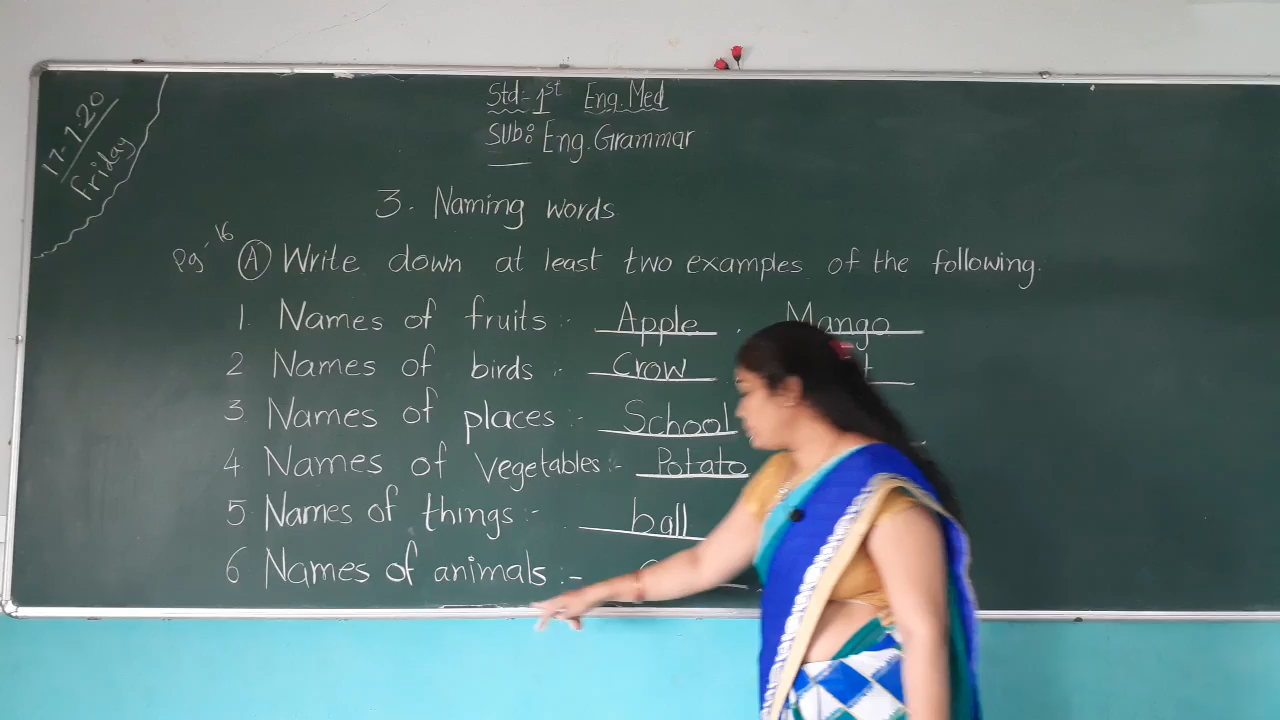 17.7.20
Friday
Std:- 1st Eng. Med
Sub: Eng. Grammar
3. Naming words
Pg-16 (A) Write down at least two examples of the following.
1. Names of fruits :- Apple . Mango
2 Names of birds :- Crow
3. Names of places :- School
4 Names of vegetables :- Potato
5 Names of things :- ball
6 Names of animals :-